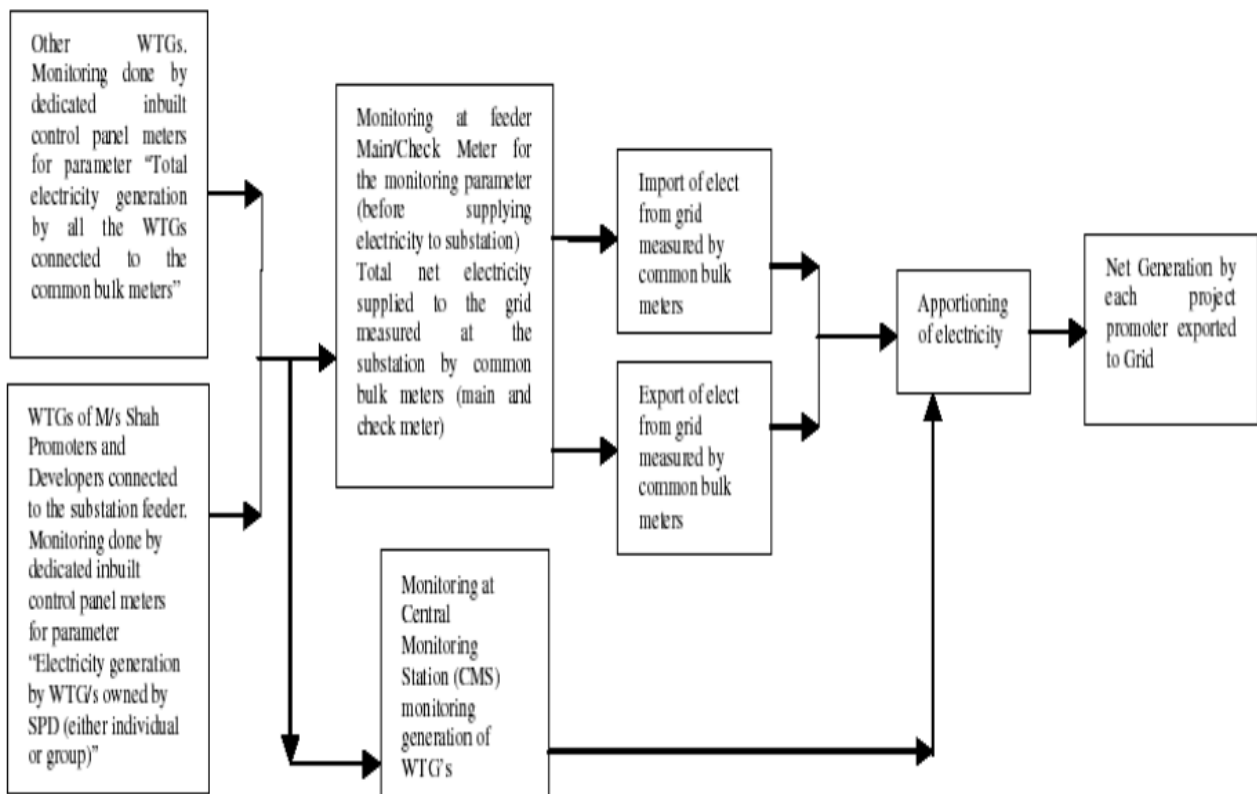 Other WTGs.
Monitoring done by
dedicated inbuilt
control panel meters
for parameter “Total
electricity generation
by all the WTGs
connected to the
common bulk meters”
WTGs of M/s Shah
Promoters and
Developers connected
to the substation feeder.
Monitoring done by
dedicated inbuilt
control panel meters
for parameter
“Electricity generation
by WTG/s owned by
SPD (either individual
or group)”
Monitoring at feeder
Main/Check Meter for
the monitoring parameter
(before supplying
electricity to substation)
Total net electricity
supplied to the grid
measured at the
substation by common
bulk meters (main and
check meter)
Monitoring at
Central
Monitoring
Station (CMS)
monitoring
generation of
WTG’s
Import of elect
from grid
measured by
common bulk
meters
Export of elect
from grid
measured by
common bulk
meters
Apportioning
of electricity
Net Generation by
each project
promoter exported
to Grid